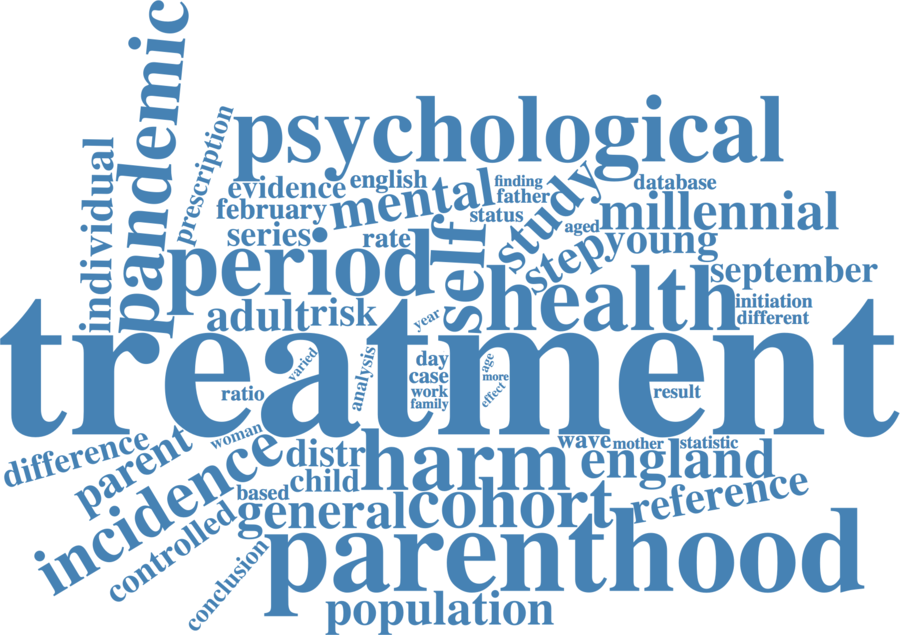 pandemic
prescription
individual
psychological
evidence
english
finding
father
database
february
mental
status
study
aged
millennial
series
rate
self
step
young
period
september
adult
risk
year
health
initiation
different
treatment
varied
analysis
day
case
work
family
age
more
effect
ratio
result
difference
parent
woman
incidence
distr
child
harm
wave
mother
statistic
england
based
general
cohort
reference
controlled
conclusion
parenthood
population